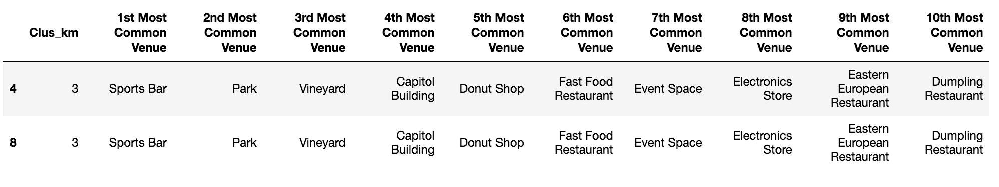 Clus_km 1st Most Common Venue 2nd Most Common Venue 3rd Most Common Venue 4th Most Common Venue 5th Most Common Venue 6th Most Common Venue 7th Most Common Venue 8th Most Common Venue 9th Most Common Venue 10th Most Common Venue
4 3 Sports Bar Park Vineyard Capitol Building Donut Shop Fast Food Restaurant Event Space Electronics Store Eastern European Restaurant Dumpling Restaurant
8 3 Sports Bar Park Vineyard Capitol Building Donut Shop Fast Food Restaurant Event Space Electronics Store Eastern European Restaurant Dumpling Restaurant